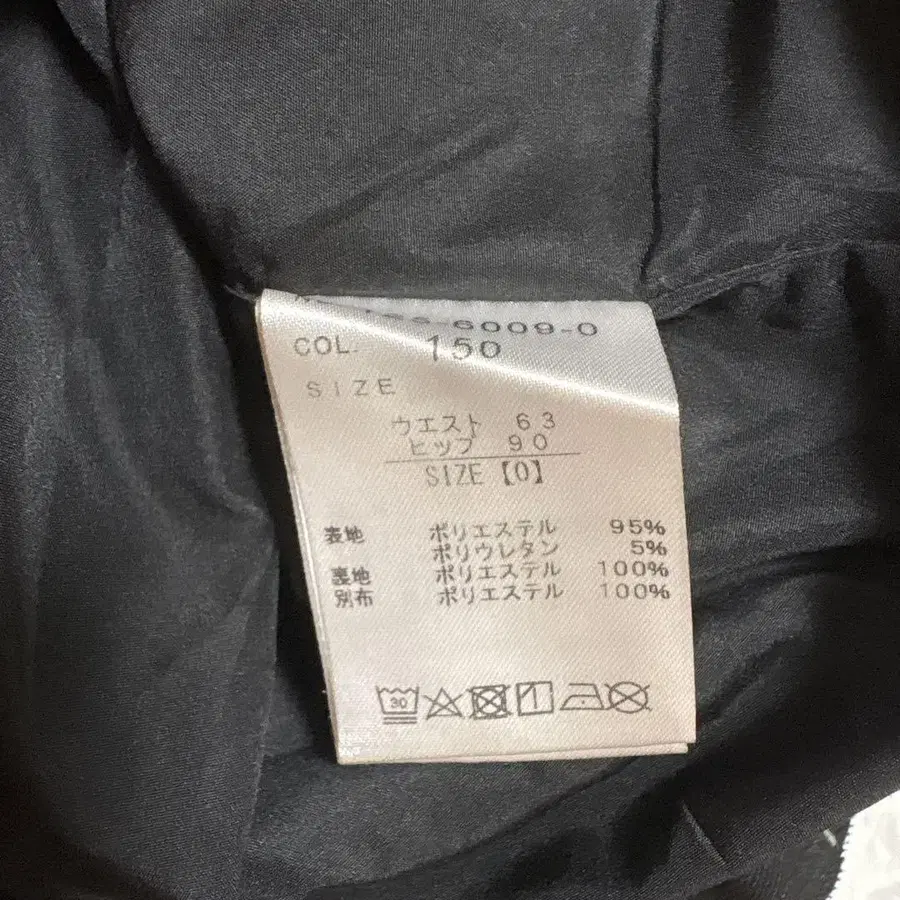 6009-0
COL. 150
SIZE
ウエスト 63
ヒップ 90
SIZE【0】
表地 ポリエステル 95%
ポリウレタン 5%
裏地 ポリエステル 100%
別布 ポリエステル 100%
30